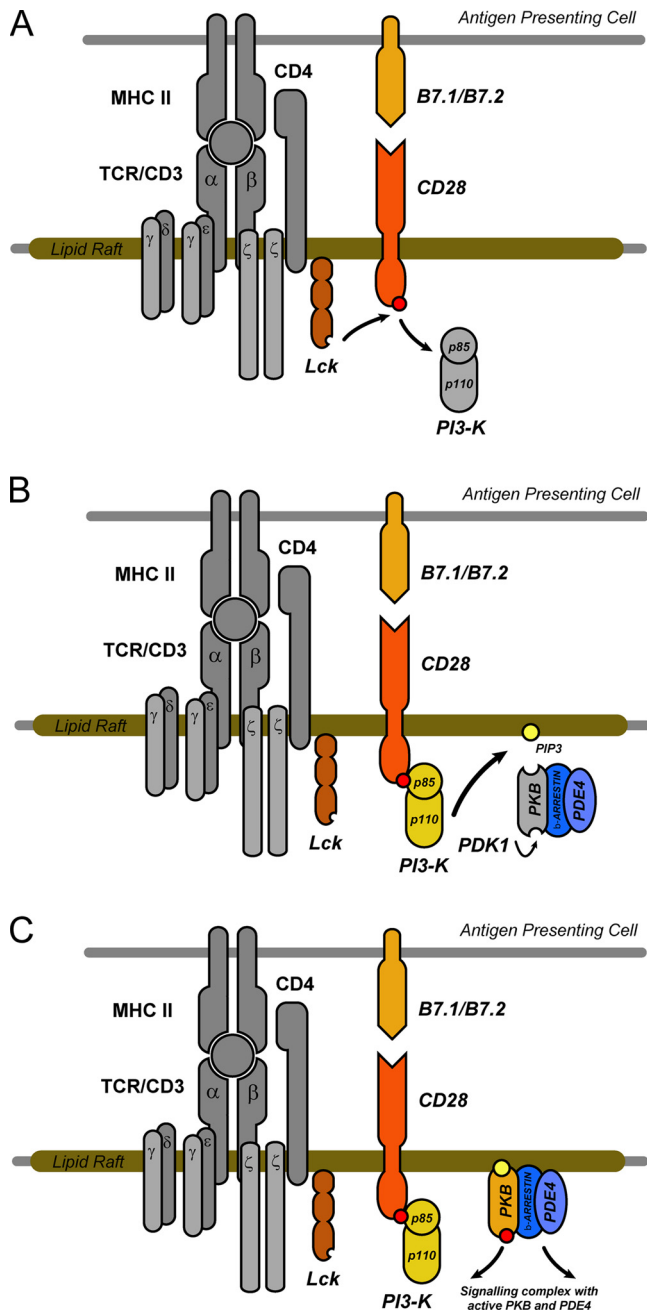 A
Antigen Presenting Cell
CD4
MHC II
B7.1/B7.2
TCR/CD3
α
β
CD28
γ
δ
γ
ε
ζ
ζ
Lipid Raft
Lck
p85
p110
PI3-K
B
Antigen Presenting Cell
CD4
MHC II
B7.1/B7.2
TCR/CD3
α
β
CD28
γ
δ
γ
ε
ζ
ζ
Lipid Raft
PIP3
p85
p110
PKB
b-ARRESTIN
PDE4
Lck
PI3-K
PDK1
C
Antigen Presenting Cell
CD4
MHC II
B7.1/B7.2
TCR/CD3
α
β
CD28
γ
δ
γ
ε
ζ
ζ
Lipid Raft
PKB
b-ARRESTIN
PDE4
p85
p110
Lck
PI3-K
Signalling complex with
active PKB and PDE4